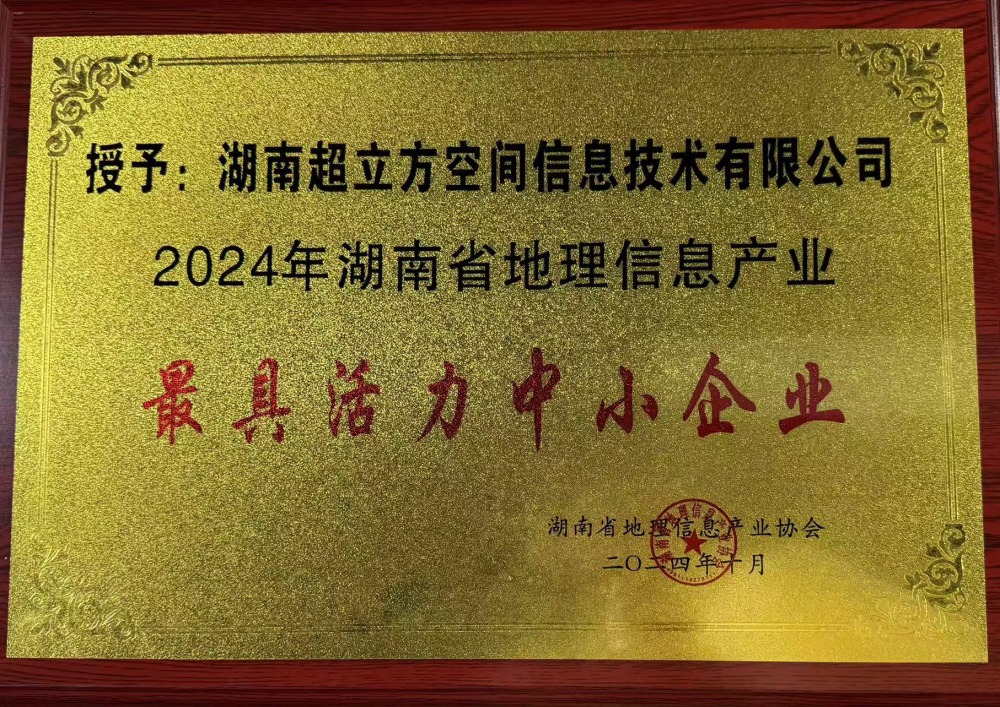 授予：湖南超立方空间信息技术有限公司
2024年湖南省地理信息产业
最具活力中小企业
湖南省地理信息产业协会
二〇二四年十月